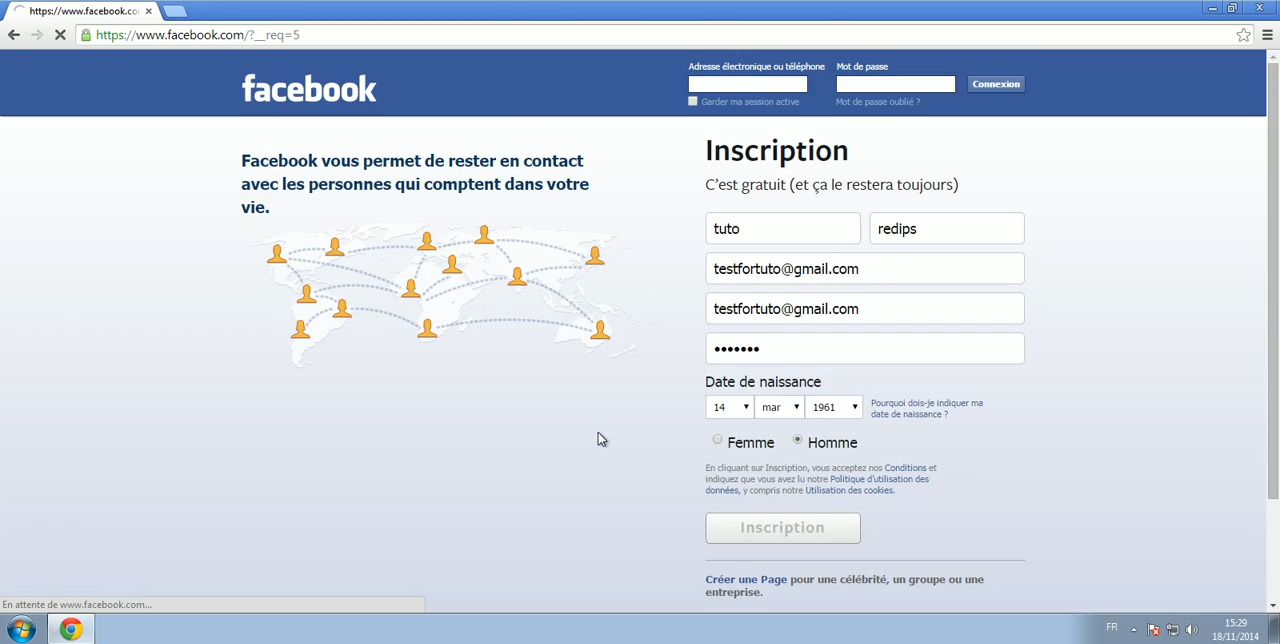 https://www.facebook.co
https://www.facebook.com/?__req=5
facebook
Adresse électronique ou téléphone
Mot de passe
Connexion
Garder ma session active
Mot de passe oublié ?
Facebook vous permet de rester en contact
avec les personnes qui comptent dans votre
vie.
Inscription
C'est gratuit (et ça le restera toujours)
tuto
redips
testfortuto@gmail.com
testfortuto@gmail.com
•••••••
Date de naissance
14
mar
1961
Pourquoi dois-je indiquer ma
date de naissance ?
Femme
Homme
En cliquant sur Inscription, vous acceptez nos Conditions et
indiquez que vous avez lu notre Politique d'utilisation des
données, y compris notre Utilisation des cookies.
Inscription
Créer une Page pour une célébrité, un groupe ou une
entreprise.
En attente de www.facebook.com...
FR
15:29
18/11/2014